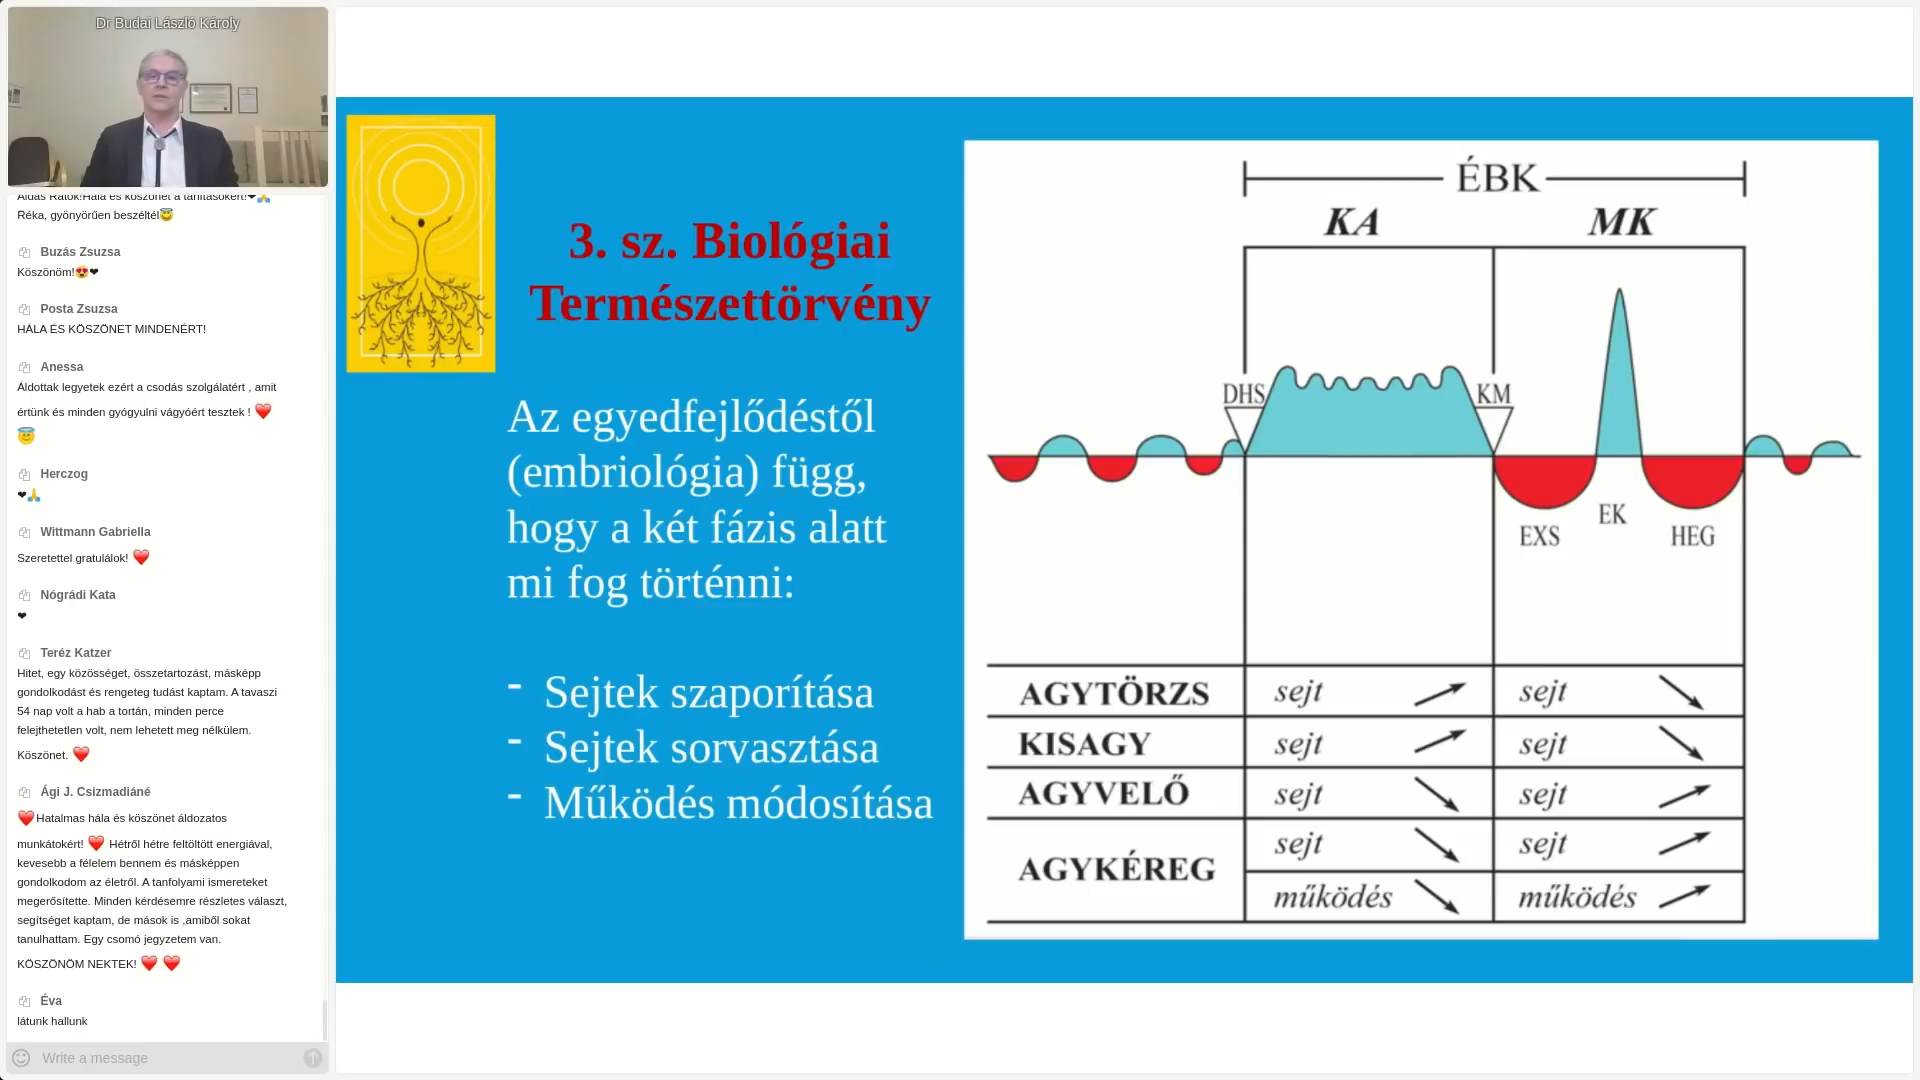 Dr Budai László Károly
Áldás Rátok!Hála és köszönet a tanításokért!❤🙏
Réka, gyönyörűen beszéltél😇
Buzás Zsuzsa
Köszönöm!😍❤
Posta Zsuzsa
HÁLA ÉS KÖSZÖNET MINDENÉRT!
Anessa
Áldottak legyetek ezért a csodás szolgálatért , amit
értünk és minden gyógyulni vágyóért tesztek ! ❤️
😇
Herczog
❤🙏
Wittmann Gabriella
Szeretettel gratulálok! ❤️
Nógrádi Kata
❤
Teréz Katzer
Hitet, egy közösséget, összetartozást, másképp
gondolkodást és rengeteg tudást kaptam. A tavaszi
54 nap volt a hab a tortán, minden perce
felejthetetlen volt, nem lehetett meg nélkülem.
Köszönet. ❤️
Ági J. Csizmadiáné
❤️Hatalmas hála és köszönet áldozatos
munkátokért! ❤️ Hétről hétre feltöltött energiával,
kevesebb a félelem bennem és másképpen
gondolkodom az életről. A tanfolyami ismereteket
megerősítette. Minden kérdésemre részletes választ,
segítséget kaptam, de mások is ,amiből sokat
tanulhattam. Egy csomó jegyzetem van.
KÖSZÖNÖM NEKTEK! ❤️ ❤️
Éva
látunk hallunk
Write a message
3. sz. Biológiai
Természettörvény
Az egyedfejlődéstől
(embriológia) függ,
hogy a két fázis alatt
mi fog történni:
- Sejtek szaporítása
- Sejtek sorvasztása
- Működés módosítása
ÉBK
KA MK
DHS KM
EXS EK HEG
AGYTÖRZS sejt sejt
KISAGY sejt sejt
AGYVELŐ sejt sejt
AGYKÉREG sejt sejt
működés működés